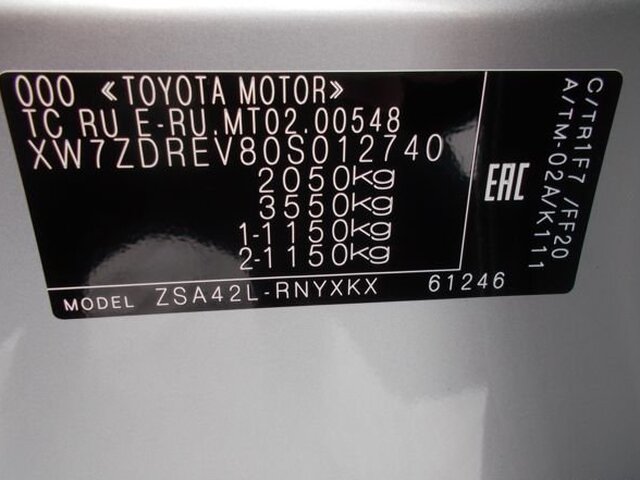 OOO «TOYOTA MOTOR»
TC RU E-RU.MT02.00548
XW7ZDREV80S012740
2050kg
3550kg
1-1150kg
2-1150kg
MODEL ZSA42L-RNYXKX 61246
EAC
C/TR1F7 /FF20
A/TM-02A/K111